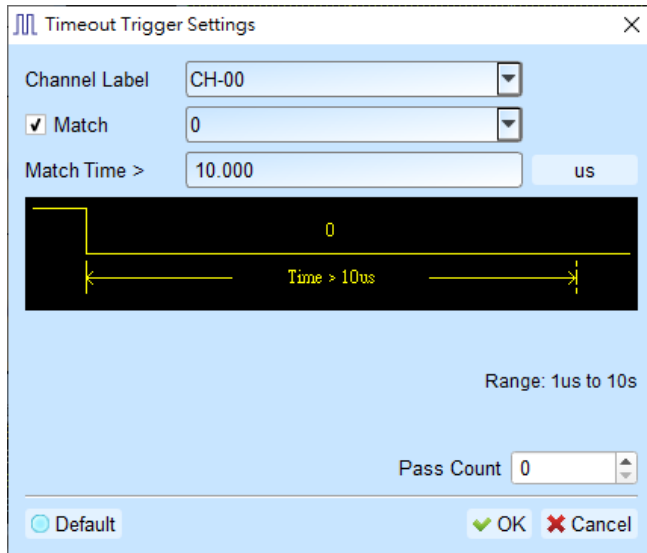 Timeout Trigger Settings
Channel Label CH-00
Match 0
Match Time > 10.000 us
0
Time > 10us
Range: 1us to 10s
Pass Count 0
Default OK Cancel